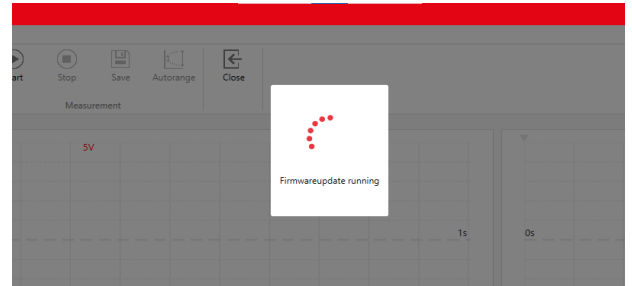 art Stop Save Autorange Close
Measurement
5V
Firmwareupdate running
1s 0s